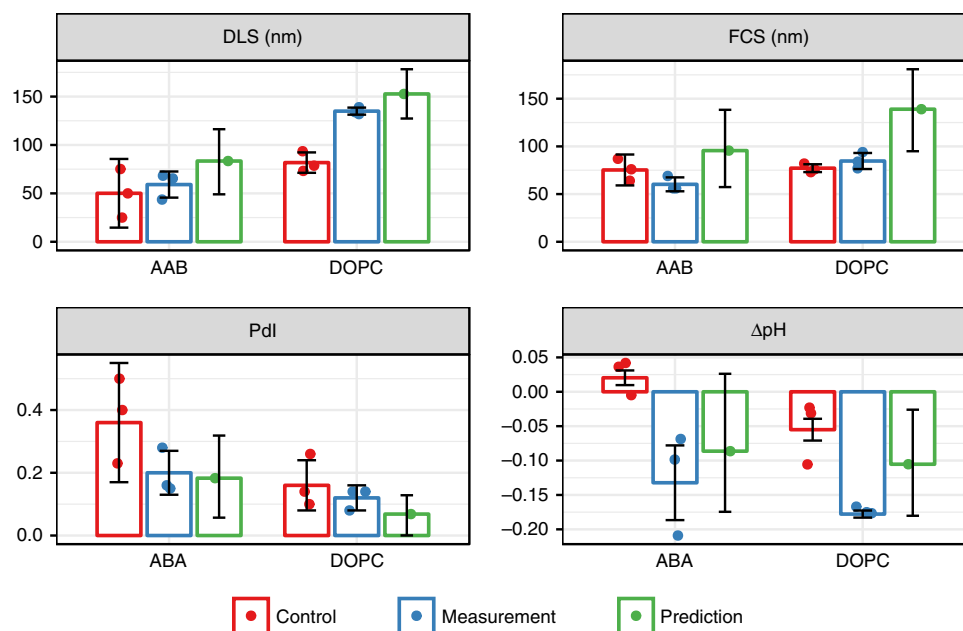 DLS (nm)
FCS (nm)
150
100
50
0
AAB
DOPC
150
100
50
0
AAB
DOPC
PdI
ΔpH
0.4
0.2
0.0
ABA
DOPC
0.05
0.00
−0.05
−0.10
−0.15
−0.20
ABA
DOPC
Control
Measurement
Prediction